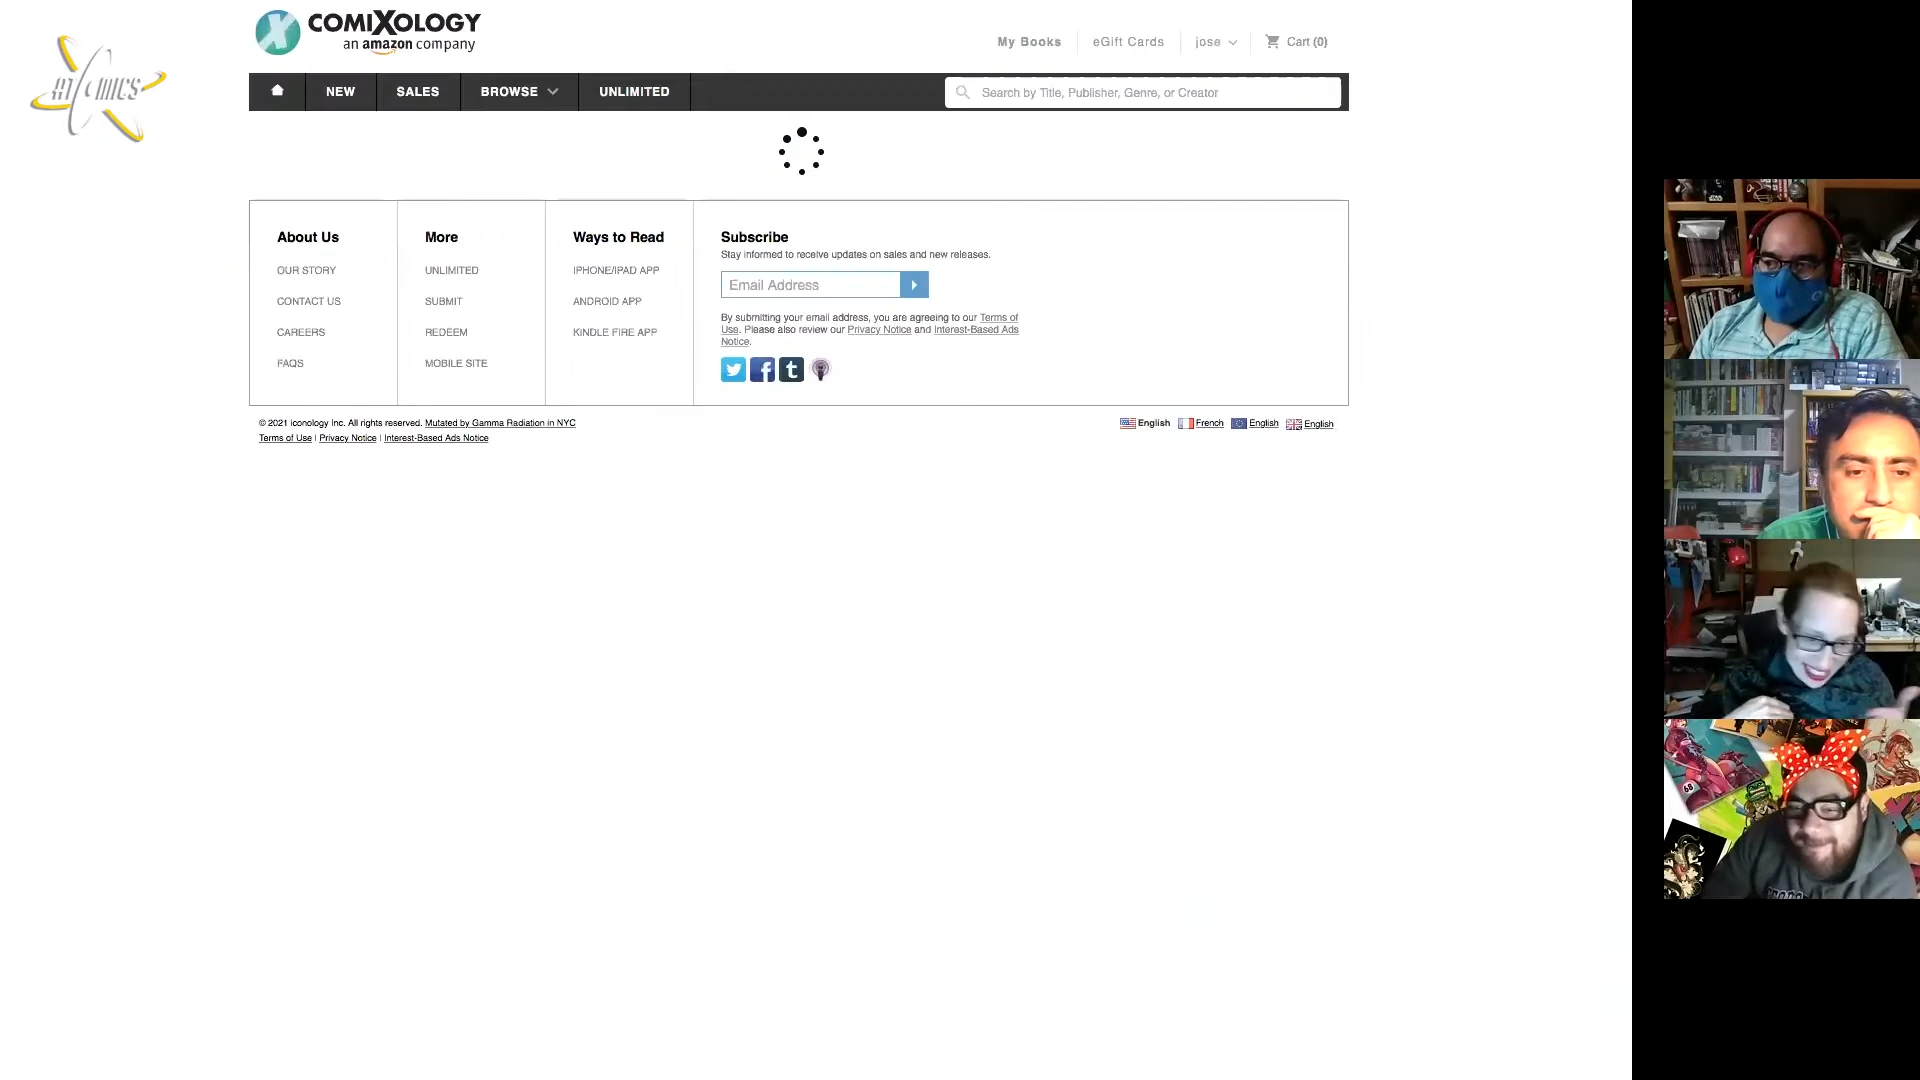 COMIXOLOGY
an amazon company
My Books
eGift Cards
jose
Cart (0)
NEW
SALES
BROWSE
UNLIMITED
Search by Title, Publisher, Genre, or Creator
About Us
OUR STORY
CONTACT US
CAREERS
FAQS
More
UNLIMITED
SUBMIT
REDEEM
MOBILE SITE
Ways to Read
IPHONE/IPAD APP
ANDROID APP
KINDLE FIRE APP
Subscribe
Stay informed to receive updates on sales and new releases.
Email Address
By submitting your email address, you are agreeing to our Terms of
Use. Please also review our Privacy Notice and Interest-Based Ads
Notice.
© 2021 iconology Inc. All rights reserved. Mutated by Gamma Radiation in NYC
Terms of Use | Privacy Notice | Interest-Based Ads Notice
English French English English
68